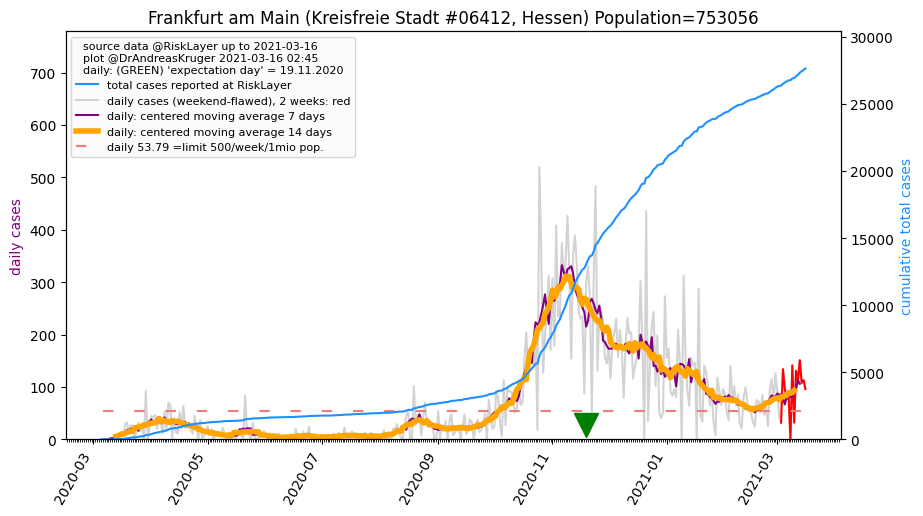 Frankfurt am Main (Kreisfreie Stadt #06412, Hessen) Population=753056
source data @RiskLayer up to 2021-03-16
plot @DrAndreasKruger 2021-03-16 02:45
daily: (GREEN) 'expectation day' = 19.11.2020
total cases reported at RiskLayer
daily cases (weekend-flawed), 2 weeks: red
daily: centered moving average 7 days
daily: centered moving average 14 days
daily 53.79 =limit 500/week/1mio pop.
daily cases
700
600
500
400
300
200
100
0
cumulative total cases
30000
25000
20000
15000
10000
5000
0
2020-03
2020-05
2020-07
2020-09
2020-11
2021-01
2021-03